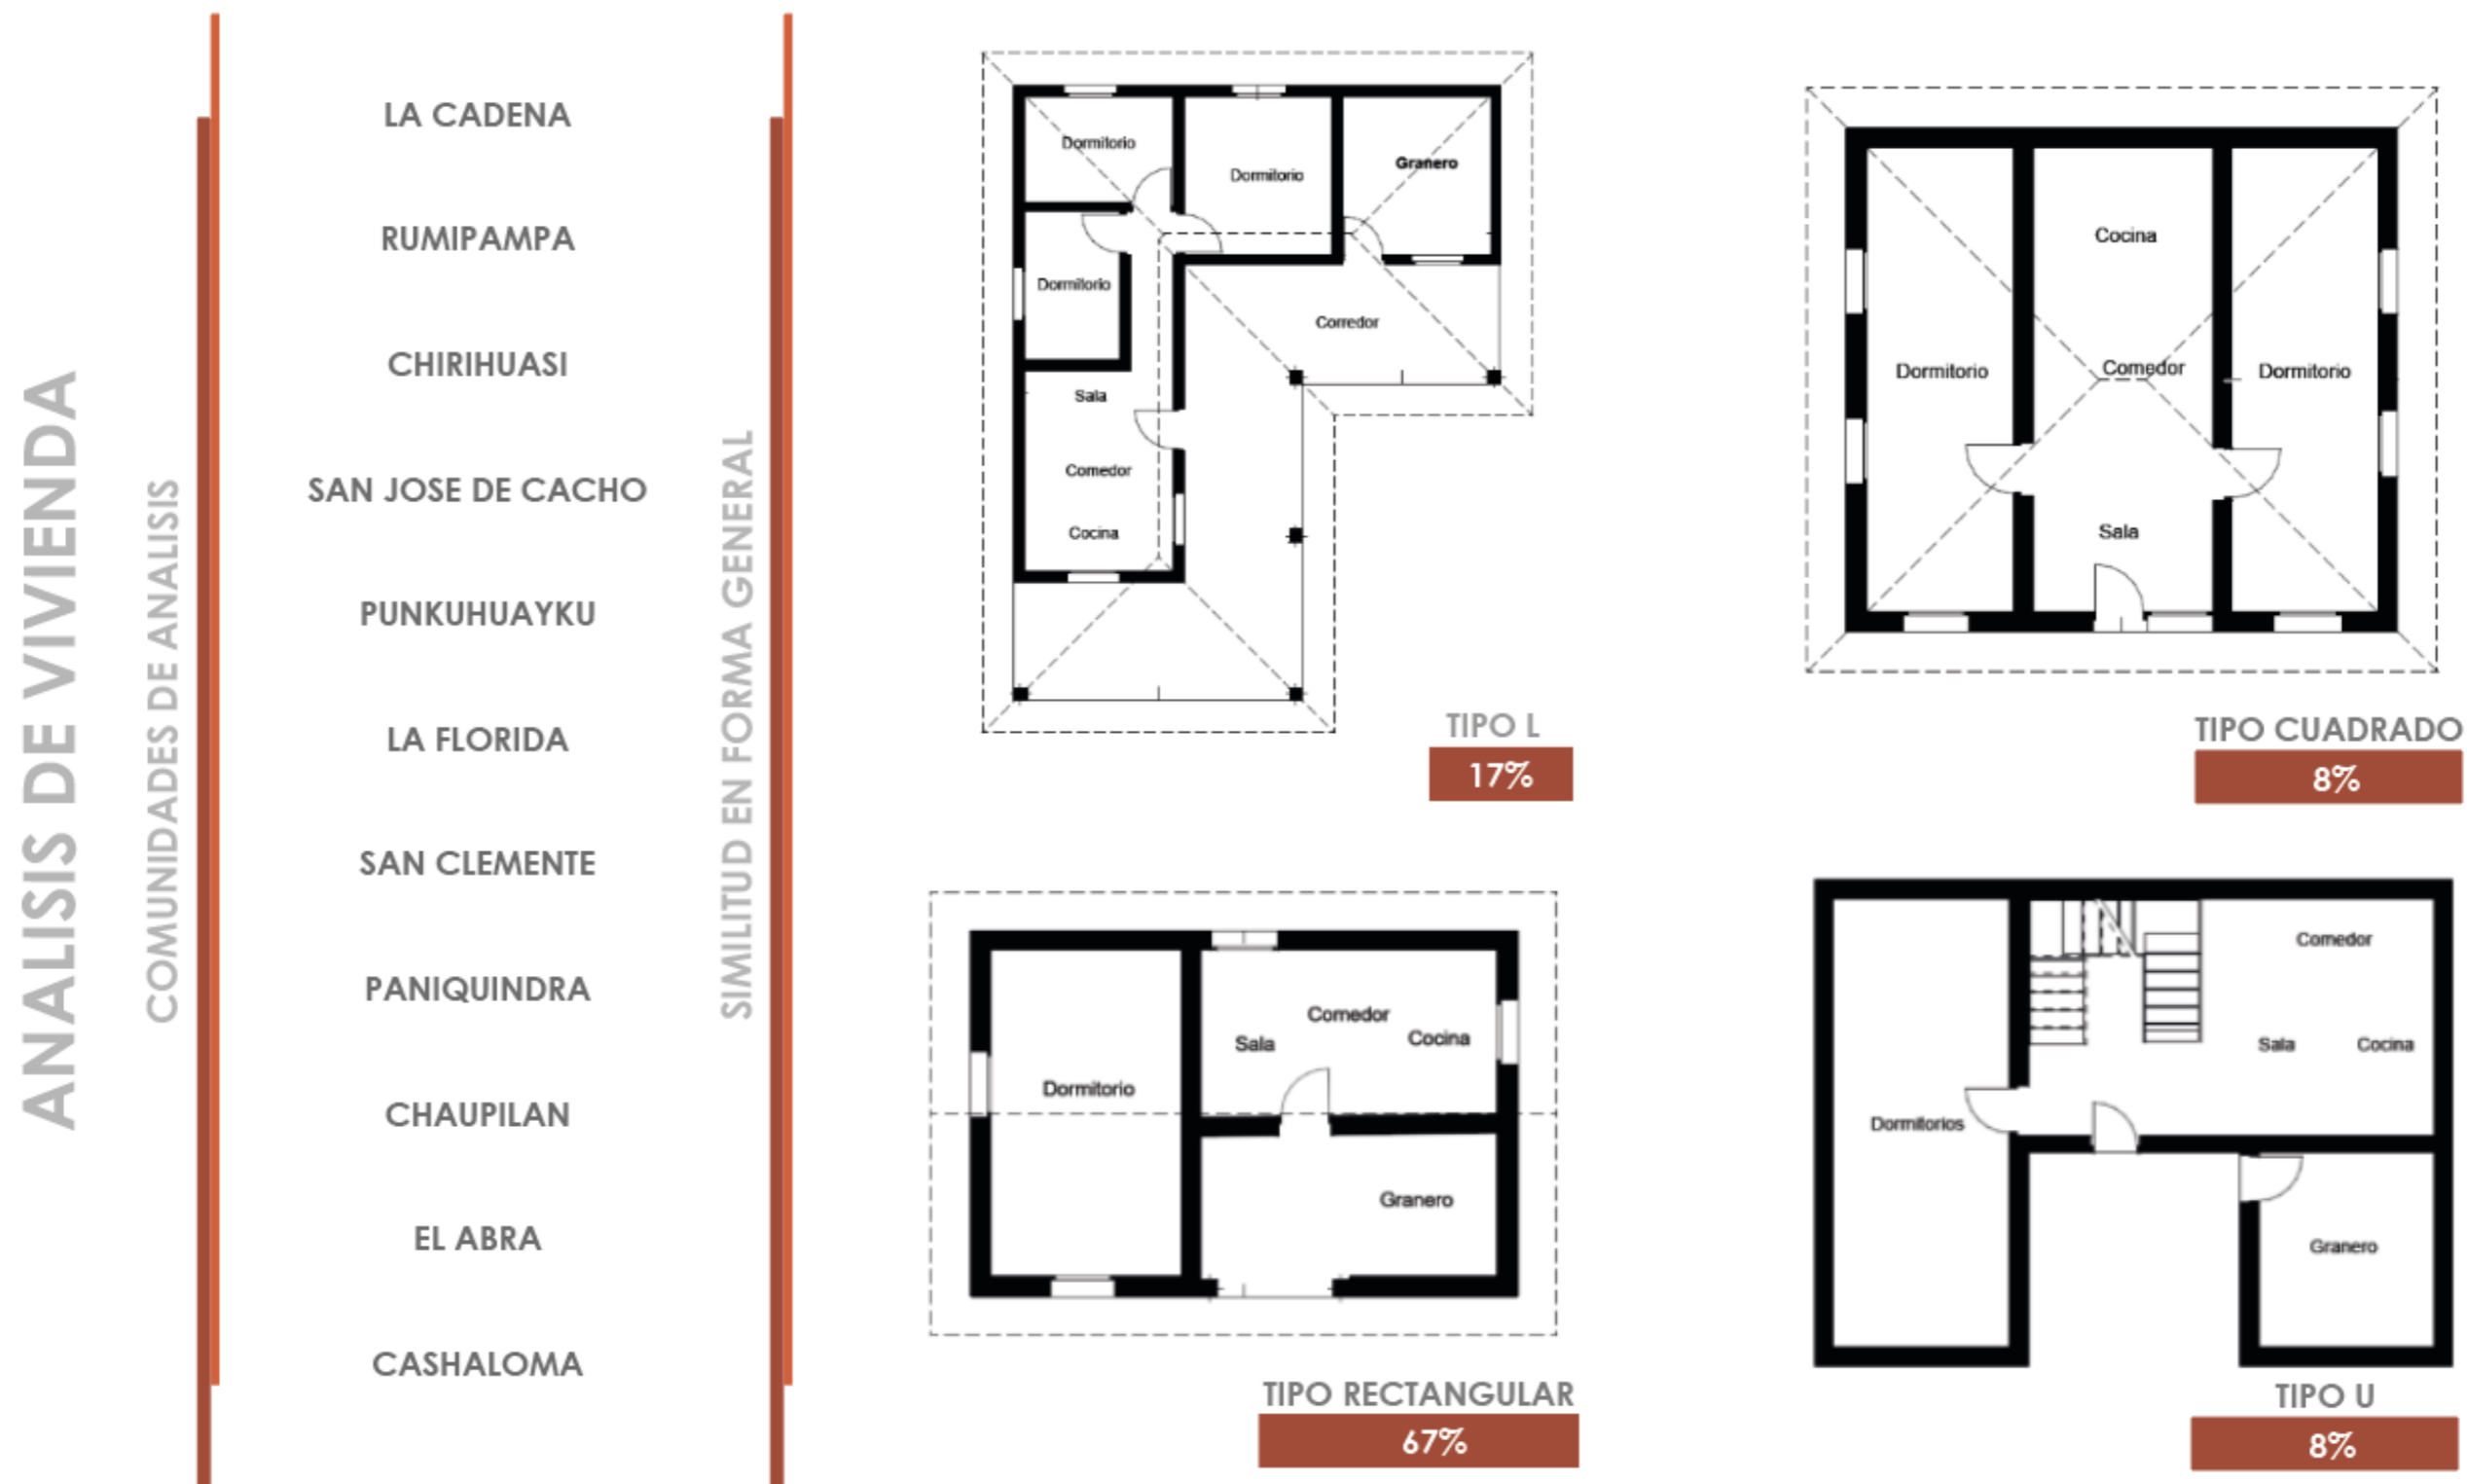 ANALISIS DE VIVIENDA
COMUNIDADES DE ANALISIS
LA CADENA
RUMIPAMPA
CHIRIHUASI
SAN JOSE DE CACHO
PUNKUHUAYKU
LA FLORIDA
SAN CLEMENTE
PANIQUINDRA
CHAUPILAN
EL ABRA
CASHALOMA
SIMILITUD EN FORMA GENERAL
Dormitorio
Dormitorio
Granero
Dormitorio
Corredor
Sala
Comedor
Cocina
TIPO L
17%
Cocina
Dormitorio
Comedor
Dormitorio
Sala
TIPO CUADRADO
8%
Comedor
Sala
Cocina
Dormitorio
Granero
TIPO RECTANGULAR
67%
Comedor
Sala
Cocina
Dormitorios
Granero
TIPO U
8%